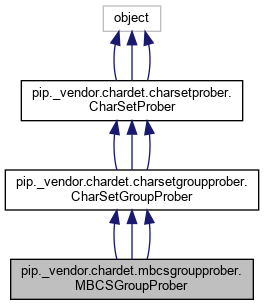 object
pip._vendor.chardet.charsetprober.
CharSetProber
pip._vendor.chardet.charsetgroupprober.
CharSetGroupProber
pip._vendor.chardet.mbcsgroupprober.
MBCSGroupProber